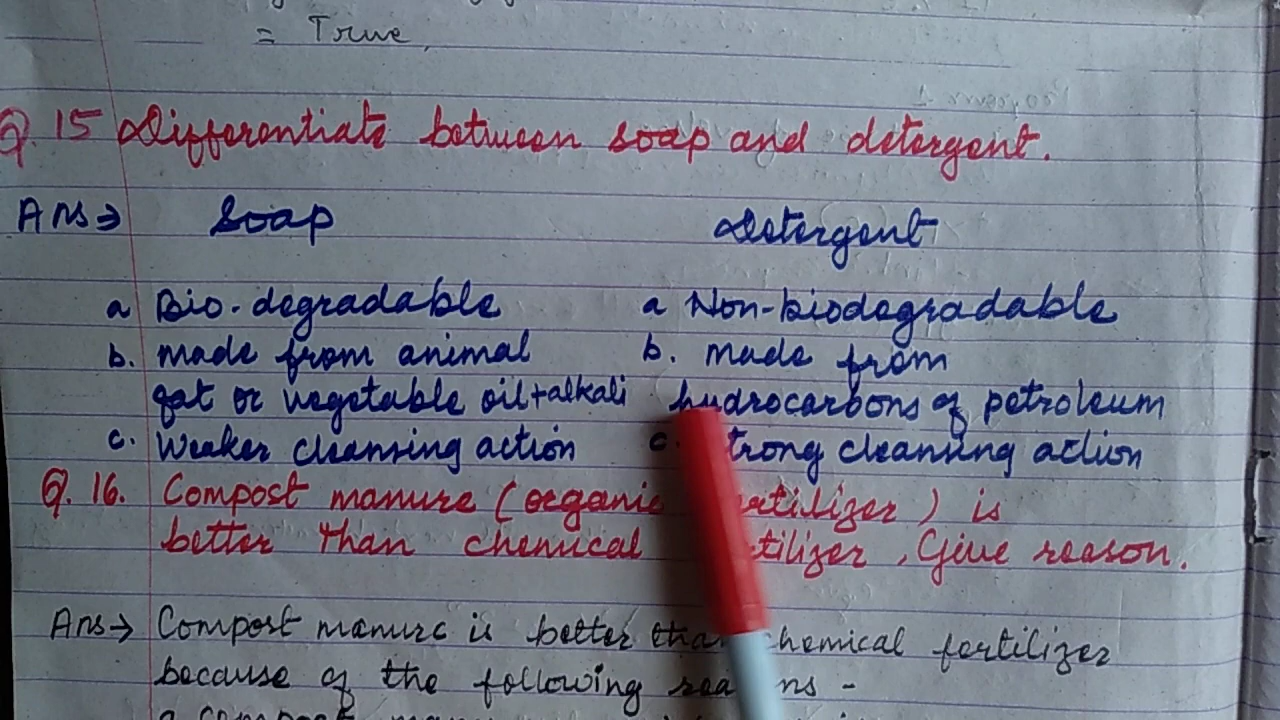 = True,
Q. 15 Differentiate between soap and detergent.
Ans⇒ Soap Detergent
a Bio-degradable a Non-biodegradable
b. made from animal b. made from
fat or vegetable oil+alkali hydrocarbons of petroleum
c. Weaker cleansing action c. strong cleansing action
Q. 16. Compost manure (organic fertilizer) is
better than chemical fertilizer, Give reason.
Ans→ Compost manure is better than chemical fertilizer
because of the following reasons -
a compost